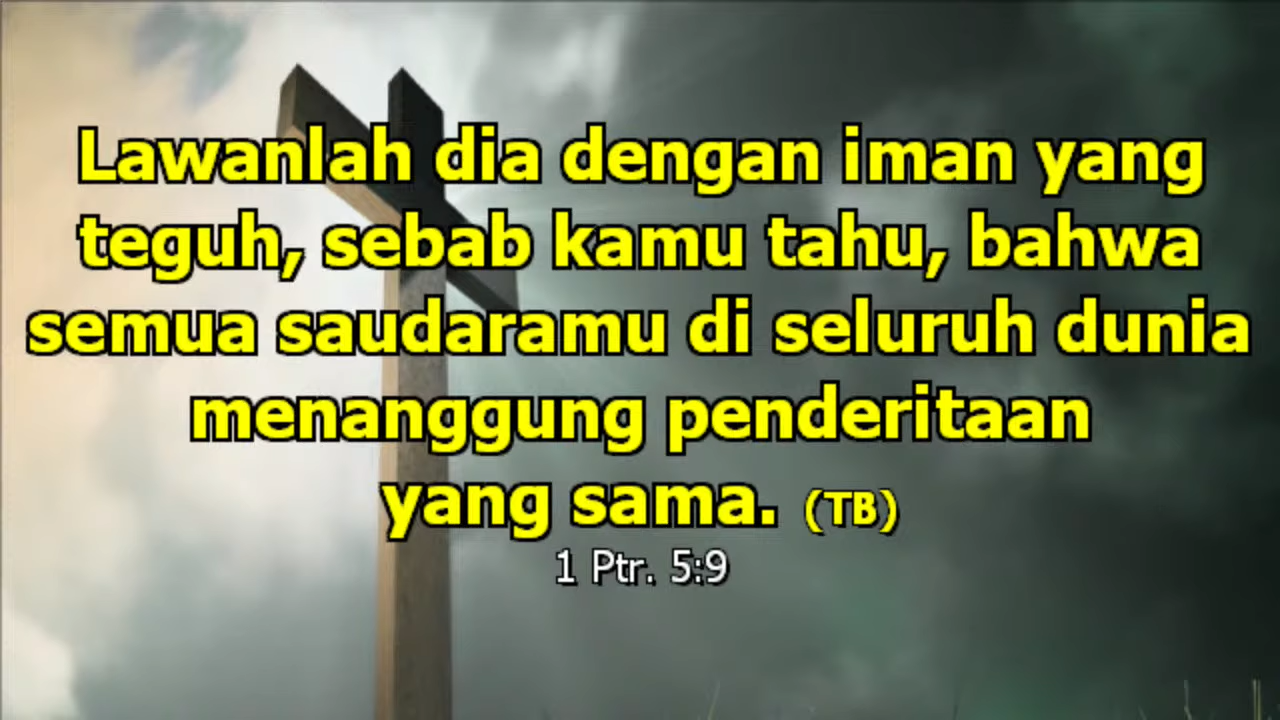 Lawanlah dia dengan iman yang
teguh, sebab kamu tahu, bahwa
semua saudaramu di seluruh dunia
menanggung penderitaan
yang sama. (TB)
1 Ptr. 5:9